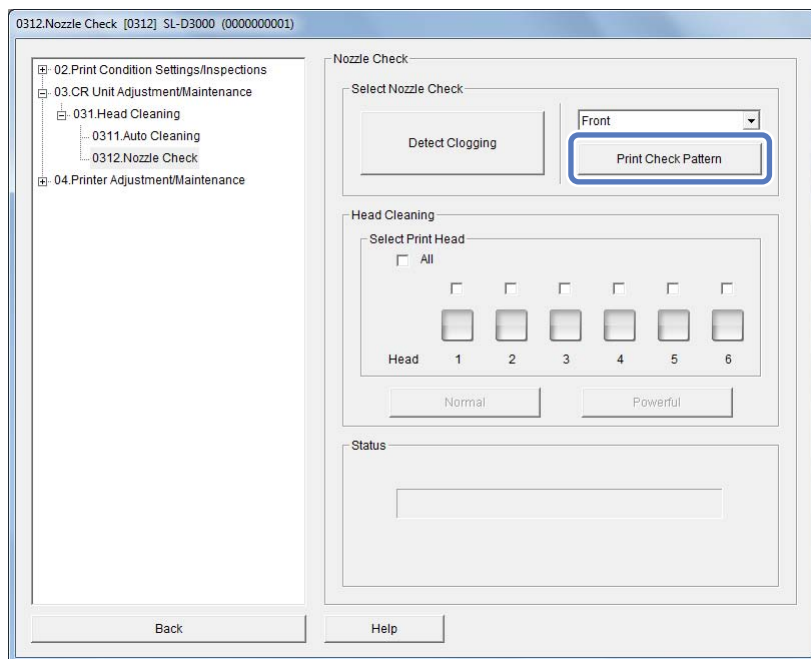 0312.Nozzle Check [0312] SL-D3000 (0000000001)
02.Print Condition Settings/Inspections
03.CR Unit Adjustment/Maintenance
031.Head Cleaning
0311.Auto Cleaning
0312.Nozzle Check
04.Printer Adjustment/Maintenance
Nozzle Check
Select Nozzle Check
Detect Clogging
Front
Print Check Pattern
Head Cleaning
Select Print Head
All
Head 1 2 3 4 5 6
Normal Powerful
Status
Back Help